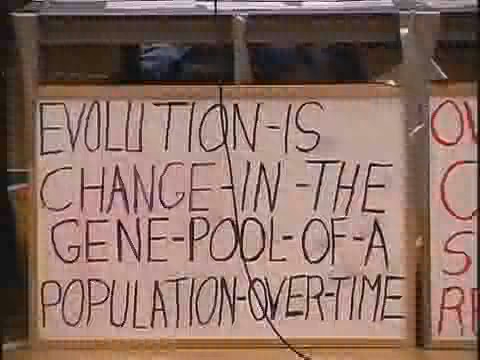 EVOLUTION-IS
CHANGE-IN-THE
GENE-POOL-OF-A
POPULATION-OVER-TIME